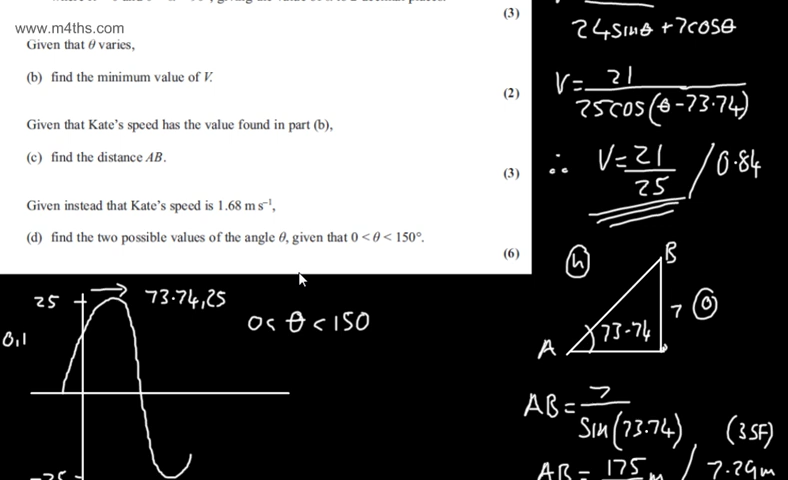 (3)
www.m4ths.com
Given that θ varies,
(b) find the minimum value of V.
(2)
Given that Kate's speed has the value found in part (b),
(c) find the distance AB.
(3)
Given instead that Kate's speed is 1.68 m s⁻¹,
(d) find the two possible values of the angle θ, given that 0 < θ < 150°.
(6)
24sinθ + 7cosθ
V = 21 / 25cos(θ - 73.74)
∴ V = 21/25 / 0.84
(h)
B
7 (o)
A 73.74
AB = 7 / Sin(73.74) (3SF)
AB = 175 m / 7.29m
25 73.74, 25
0 < θ < 150
0,1
-25